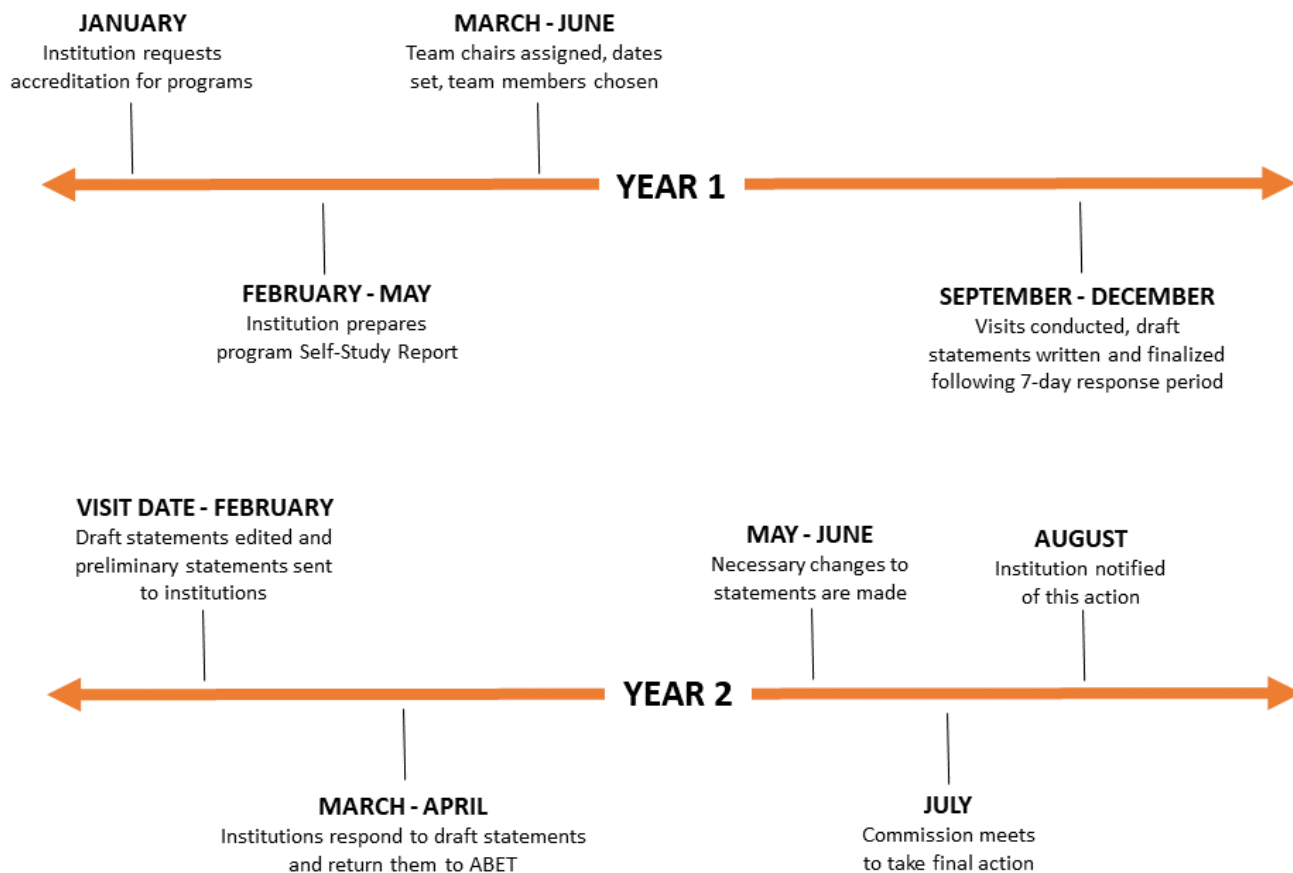 JANUARY
Institution requests
accreditation for programs
MARCH - JUNE
Team chairs assigned, dates
set, team members chosen
YEAR 1
FEBRUARY - MAY
Institution prepares
program Self-Study Report
SEPTEMBER - DECEMBER
Visits conducted, draft
statements written and finalized
following 7-day response period
VISIT DATE - FEBRUARY
Draft statements edited and
preliminary statements sent
to institutions
MAY - JUNE
Necessary changes to
statements are made
AUGUST
Institution notified
of this action
YEAR 2
MARCH - APRIL
Institutions respond to draft statements
and return them to ABET
JULY
Commission meets
to take final action